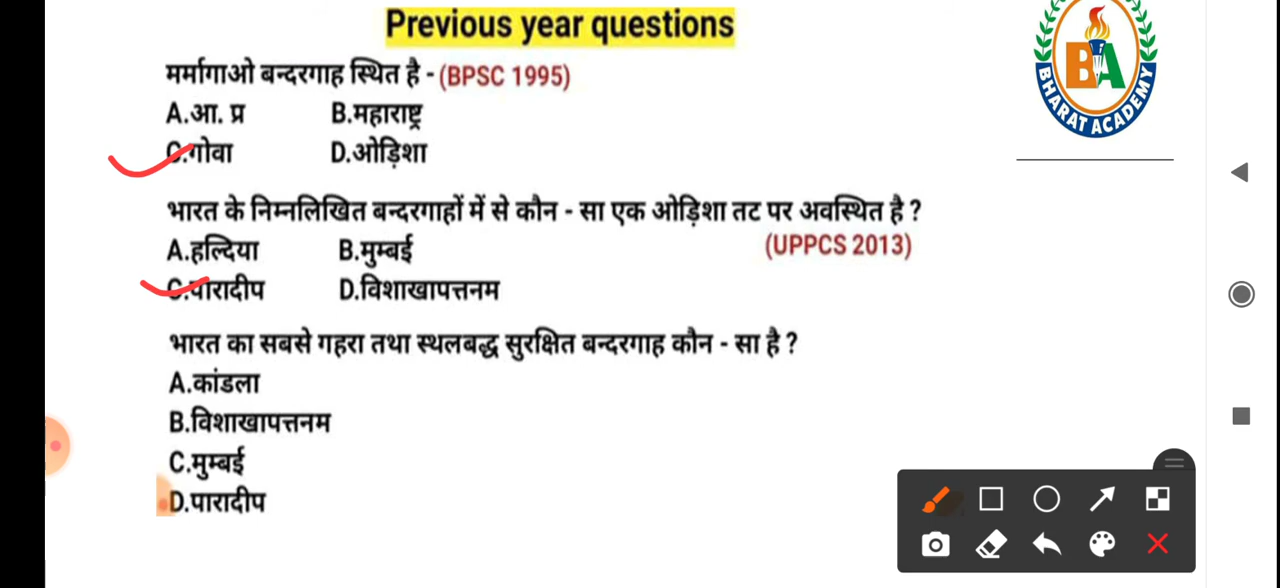 Previous year questions
मर्मागाओ बन्दरगाह स्थित है - (BPSC 1995)
A.आ. प्र B.महाराष्ट्र
C.गोवा D.ओड़िशा
भारत के निम्नलिखित बन्दरगाहों में से कौन - सा एक ओड़िशा तट पर अवस्थित है ?
(UPPCS 2013)
A.हल्दिया B.मुम्बई
C.पारादीप D.विशाखापत्तनम
भारत का सबसे गहरा तथा स्थलबद्ध सुरक्षित बन्दरगाह कौन - सा है ?
A.कांडला
B.विशाखापत्तनम
C.मुम्बई
D.पारादीप
BA
BHARAT ACADEMY